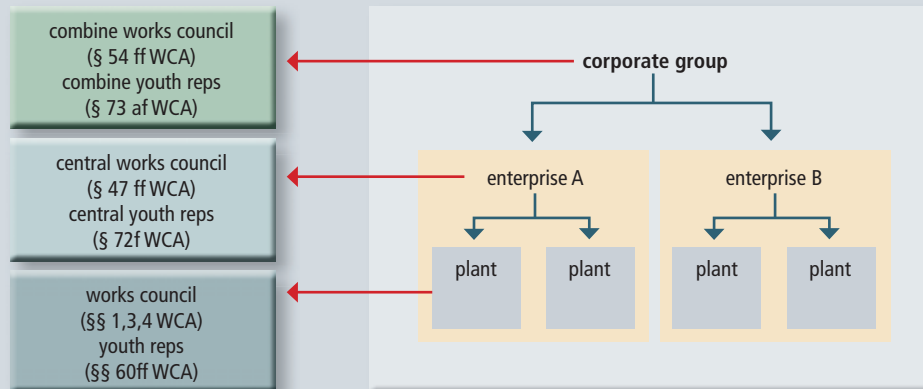 combine works council
(§ 54 ff WCA)
combine youth reps
(§ 73 af WCA)
central works council
(§ 47 ff WCA)
central youth reps
(§ 72f WCA)
works council
(§§ 1,3,4 WCA)
youth reps
(§§ 60ff WCA)
corporate group
enterprise A
enterprise B
plant
plant
plant
plant